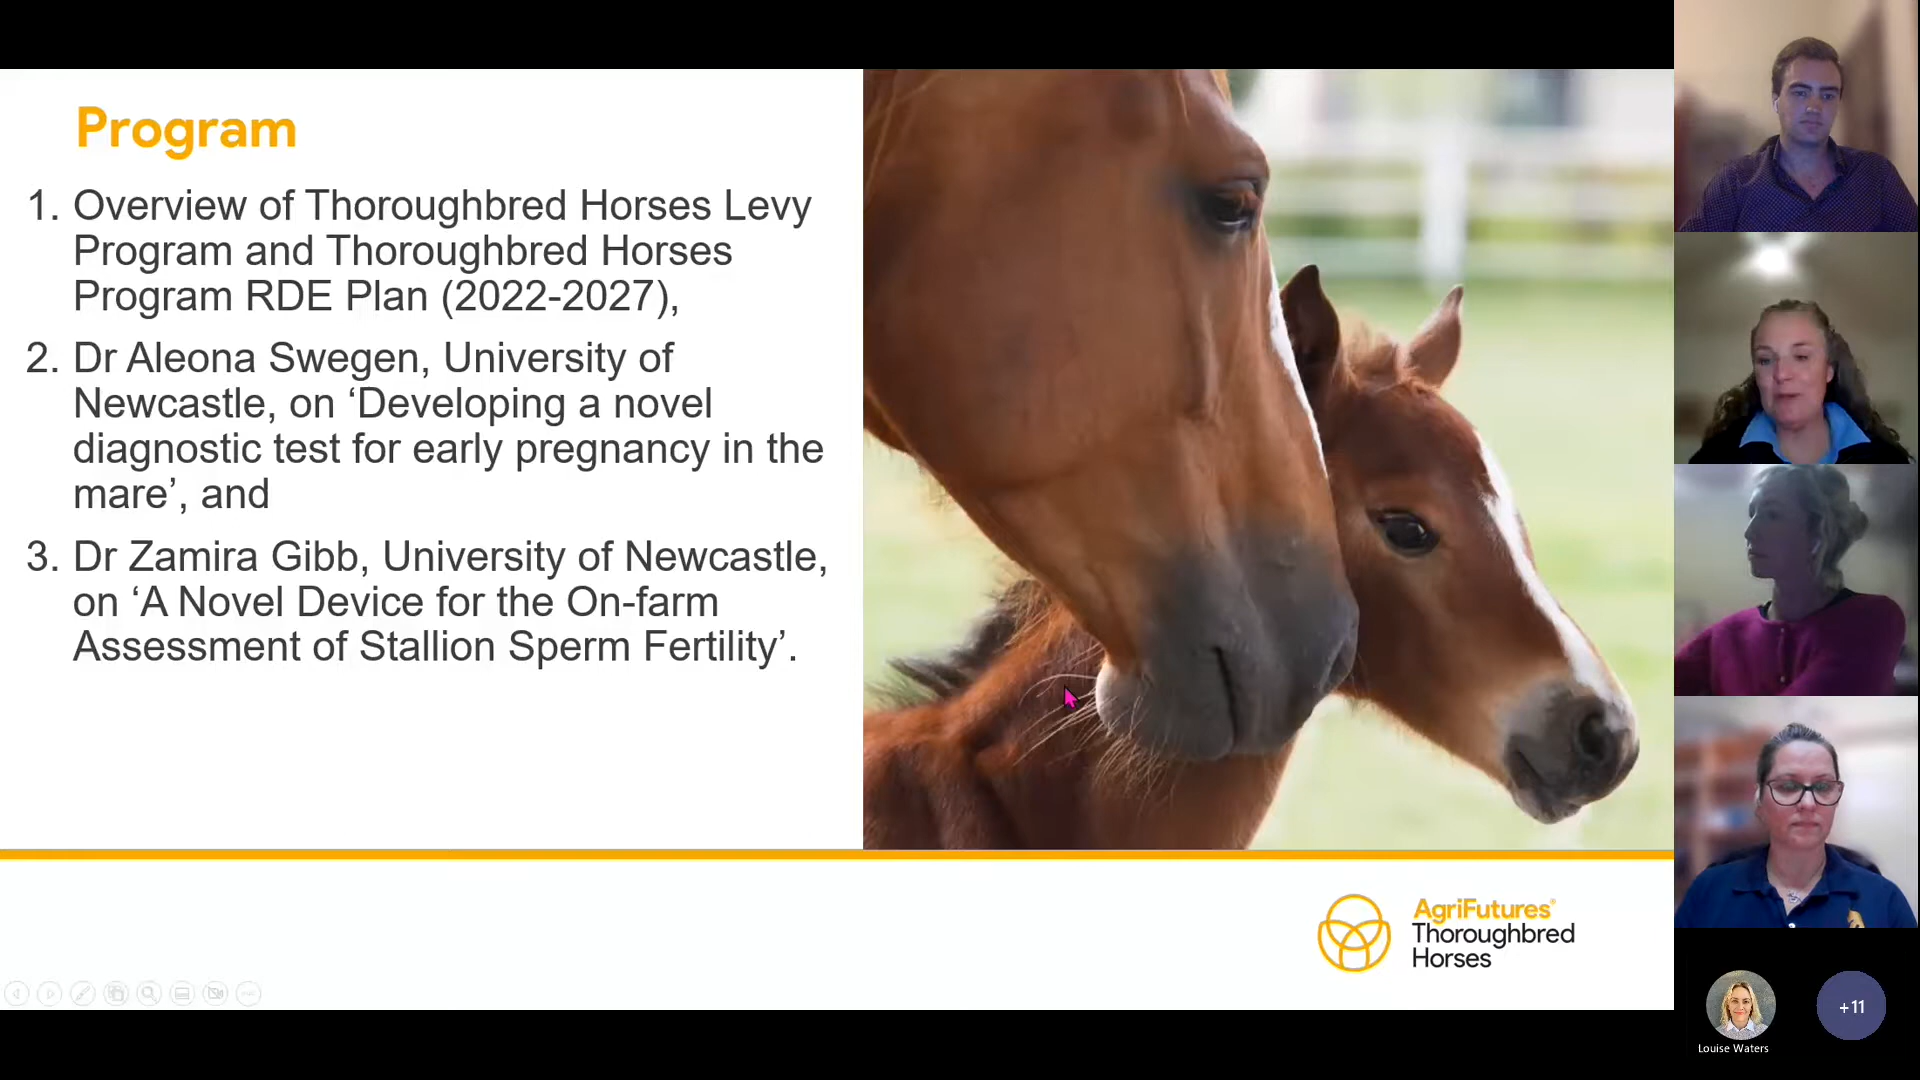 Program
1. Overview of Thoroughbred Horses Levy
Program and Thoroughbred Horses
Program RDE Plan (2022-2027),
2. Dr Aleona Swegen, University of
Newcastle, on ‘Developing a novel
diagnostic test for early pregnancy in the
mare’, and
3. Dr Zamira Gibb, University of Newcastle,
on ‘A Novel Device for the On-farm
Assessment of Stallion Sperm Fertility’.
AgriFutures®
Thoroughbred
Horses
+11
Louise Waters